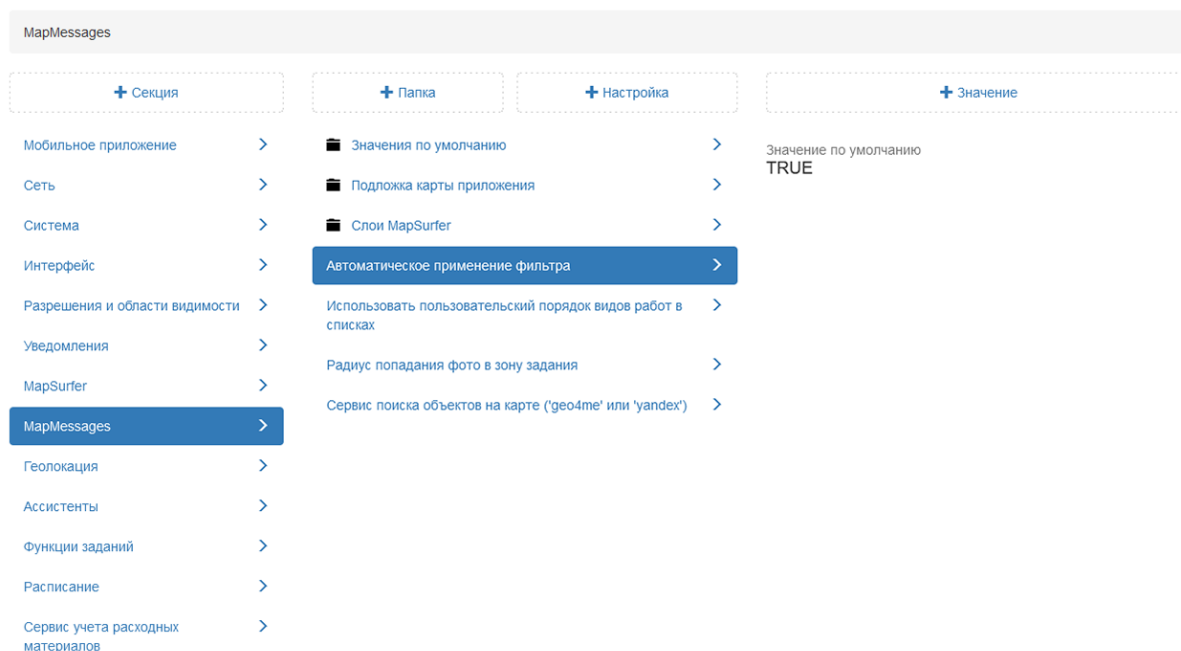 MapMessages
+ Секция
+ Папка
+ Настройка
+ Значение
Мобильное приложение
Сеть
Система
Интерфейс
Разрешения и области видимости
Уведомления
MapSurfer
MapMessages
Геолокация
Ассистенты
Функции заданий
Расписание
Сервис учета расходных
материалов
Значения по умолчанию
Подложка карты приложения
Слои MapSurfer
Автоматическое применение фильтра
Использовать пользовательский порядок видов работ в
списках
Радиус попадания фото в зону задания
Сервис поиска объектов на карте ('geo4me' или 'yandex')
Значение по умолчанию
TRUE